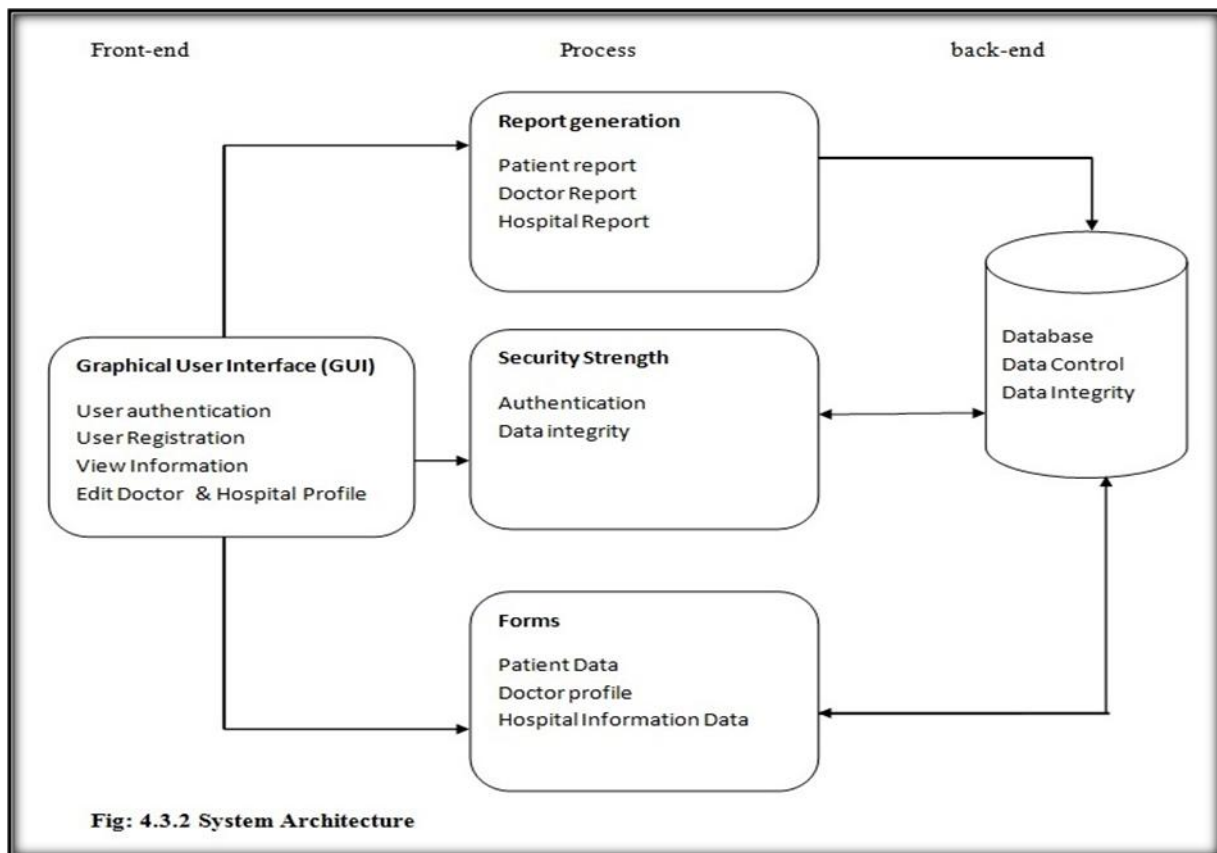 Front-end Process back-end
Report generation
Patient report
Doctor Report
Hospital Report
Graphical User Interface (GUI)
User authentication
User Registration
View Information
Edit Doctor & Hospital Profile
Security Strength
Authentication
Data integrity
Database
Data Control
Data Integrity
Forms
Patient Data
Doctor profile
Hospital Information Data
Fig: 4.3.2 System Architecture